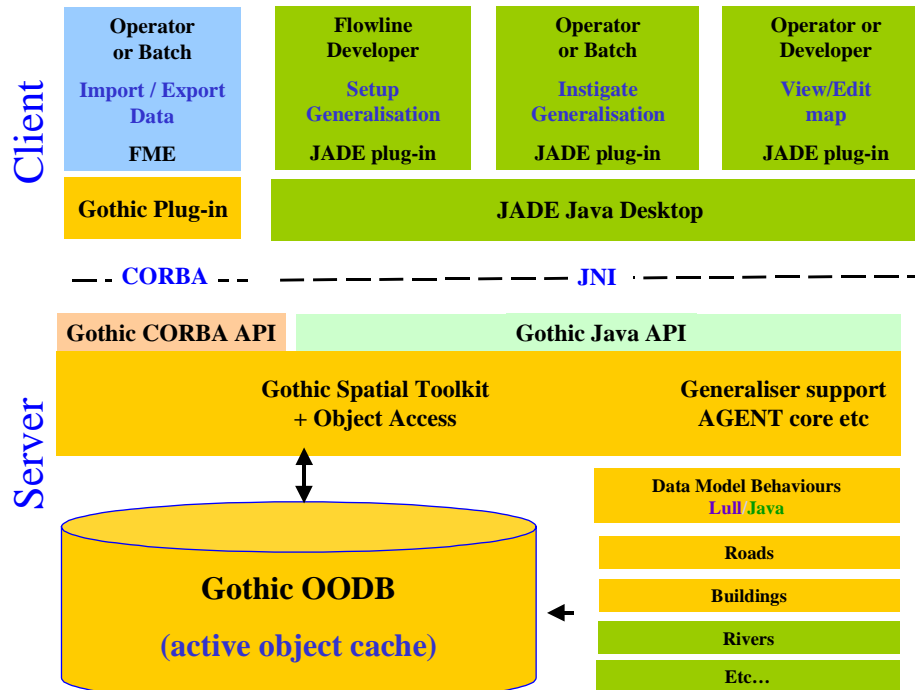 Client
Operator
or Batch
Import / Export
Data
FME
Gothic Plug-in
Flowline
Developer
Setup
Generalisation
JADE plug-in
Operator
or Batch
Instigate
Generalisation
JADE plug-in
Operator or
Developer
View/Edit
map
JADE plug-in
JADE Java Desktop
CORBA
JNI
Server
Gothic CORBA API
Gothic Java API
Gothic Spatial Toolkit
+ Object Access
Generaliser support
AGENT core etc
Gothic OODB
(active object cache)
Data Model Behaviours
Lull/Java
Roads
Buildings
Rivers
Etc…